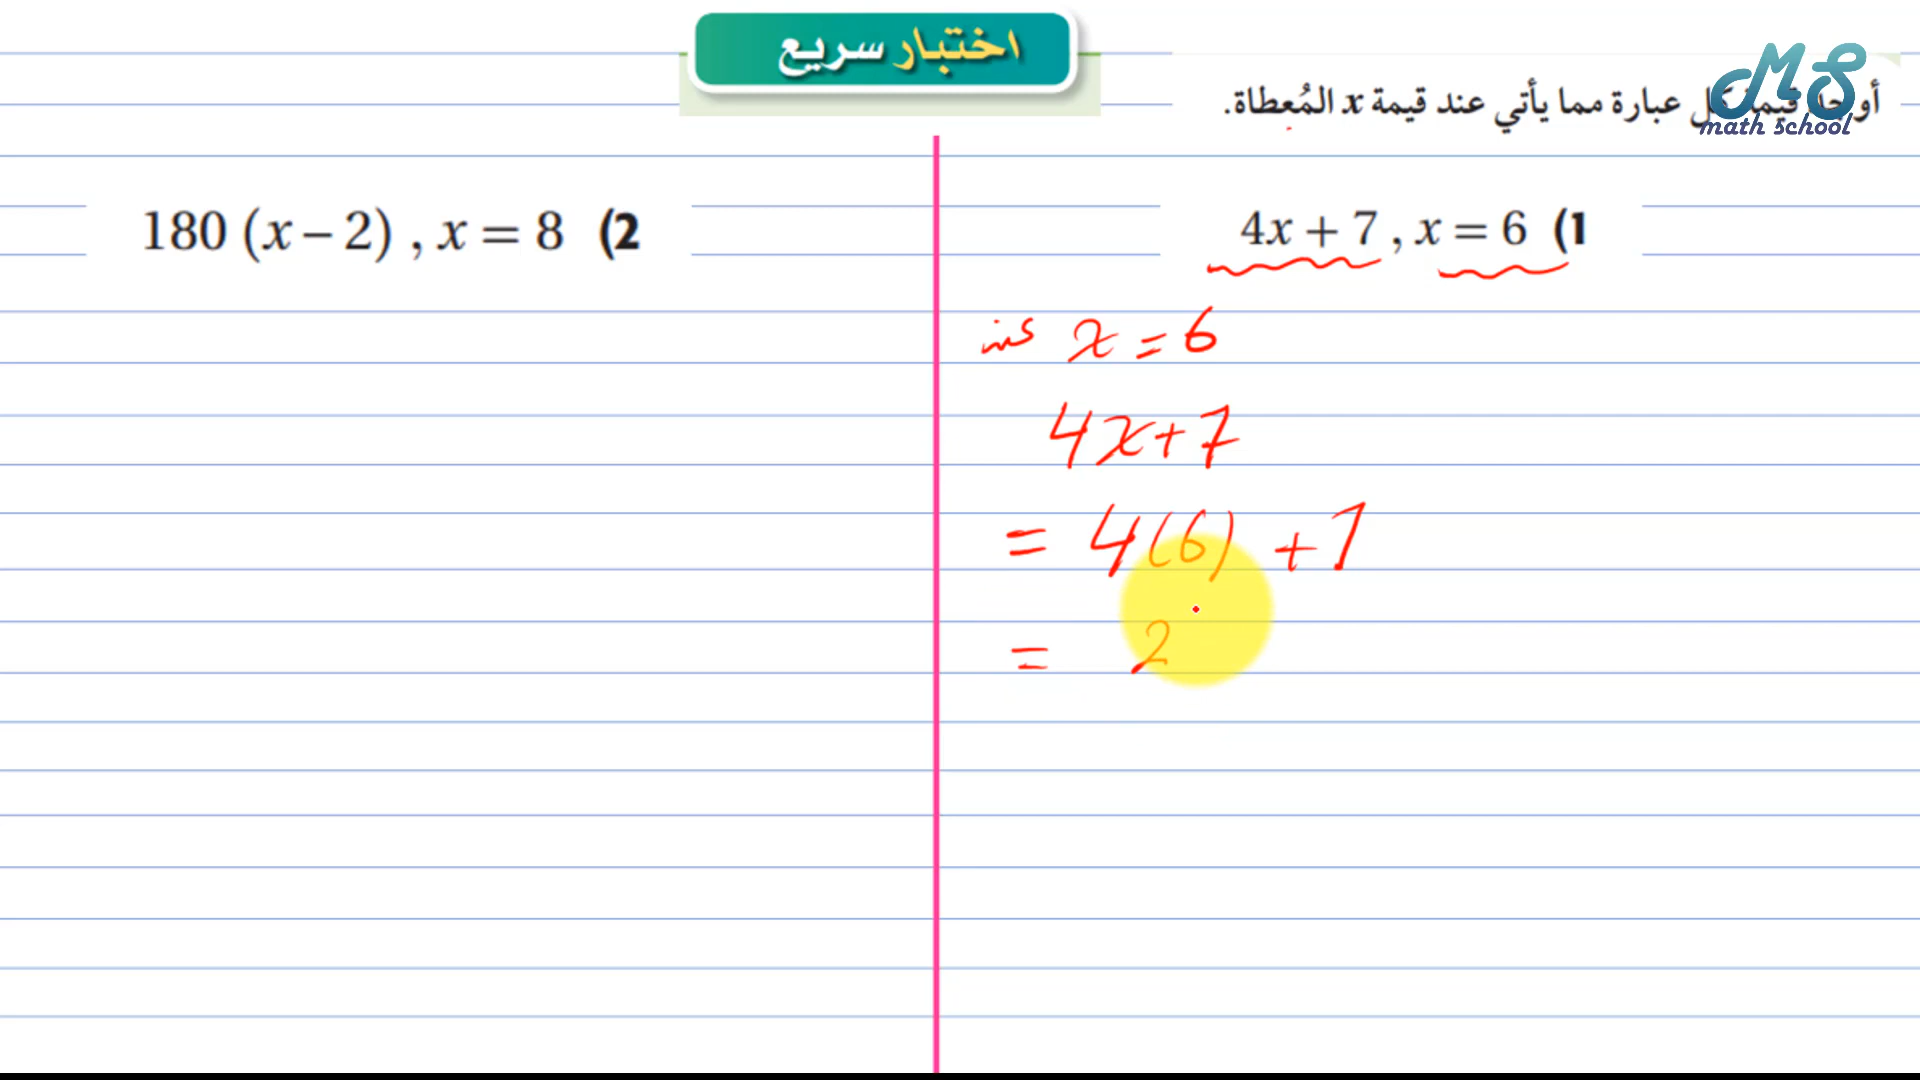 اختبار سريع
أوجد قيمة كل عبارة مما يأتي عند قيمة x المُعطاة.
MS
math school
1) 4x + 7 , x = 6
عند x = 6
4x + 7
= 4(6) + 7
= 2
2) 180 (x – 2) , x = 8